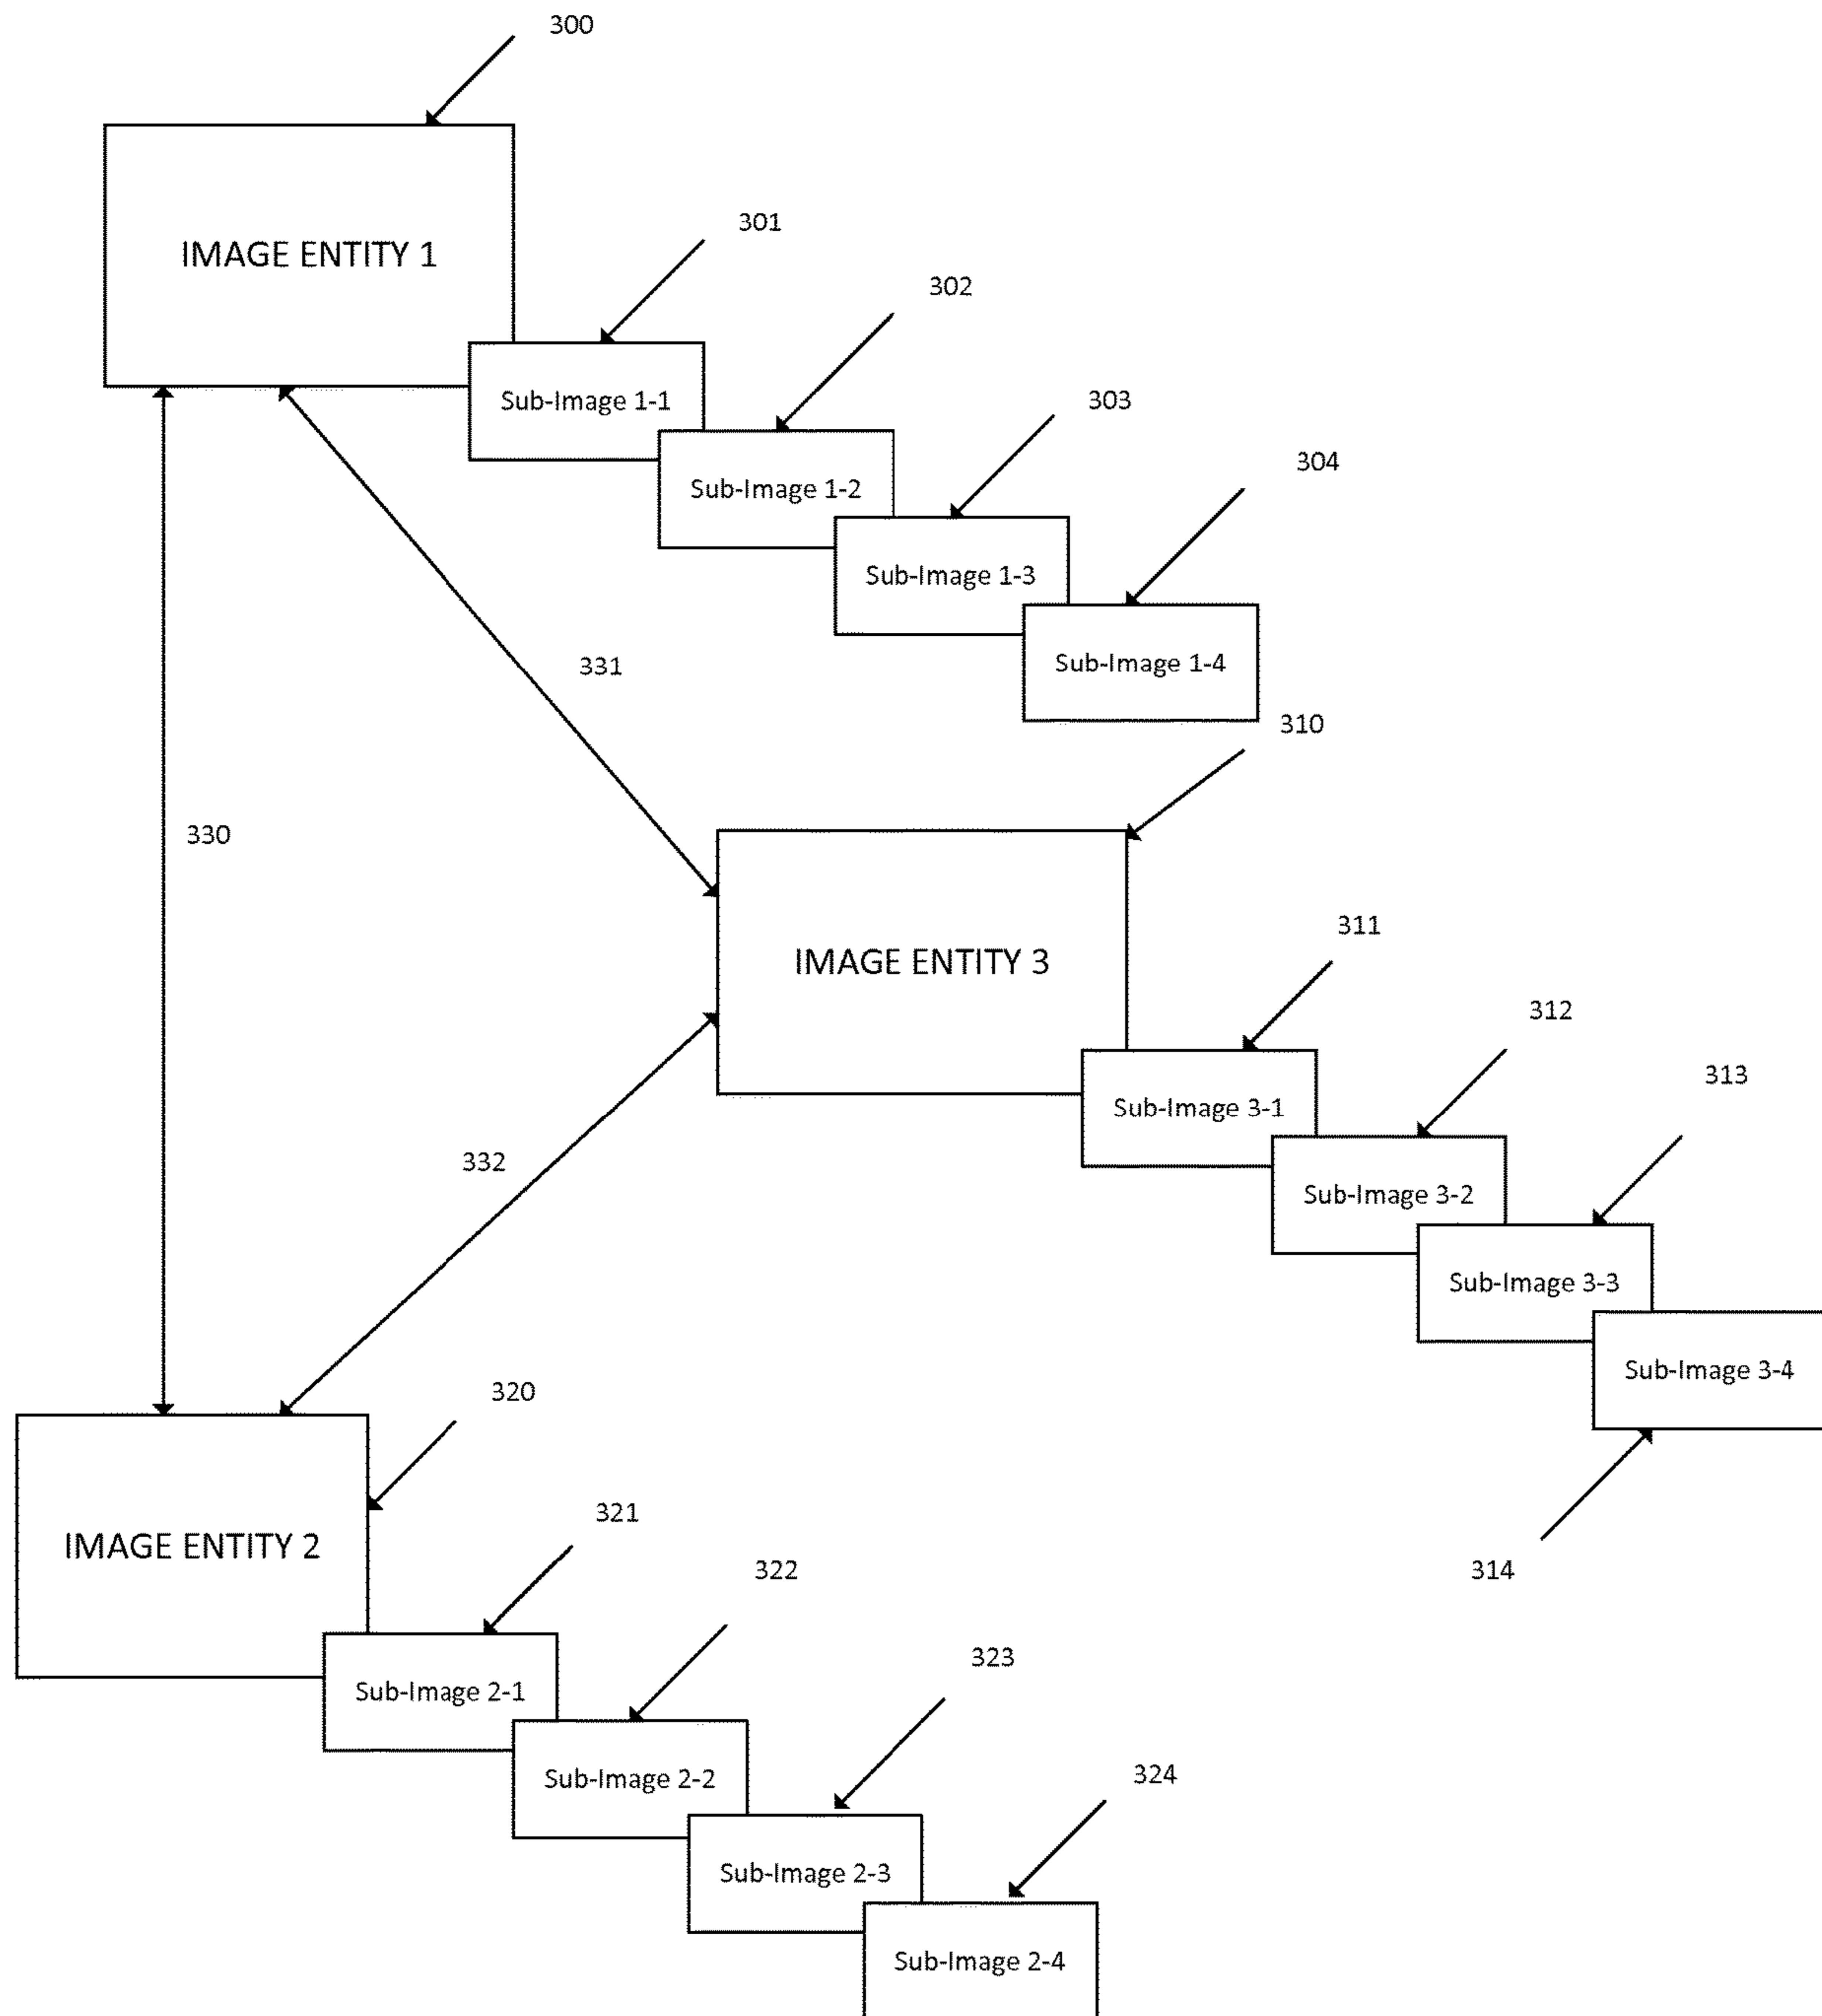 300
IMAGE ENTITY 1
301
302
Sub-Image 1-1
303
304
Sub-Image 1-2
Sub-Image 1-3
331
Sub-Image 1-4
310
330
311
IMAGE ENTITY 3
312
313
Sub-Image 3-1
332
Sub-Image 3-2
Sub-Image 3-3
Sub-Image 3-4
320
321
IMAGE ENTITY 2
322
314
323
Sub-Image 2-1
324
Sub-Image 2-2
Sub-Image 2-3
Sub-Image 2-4